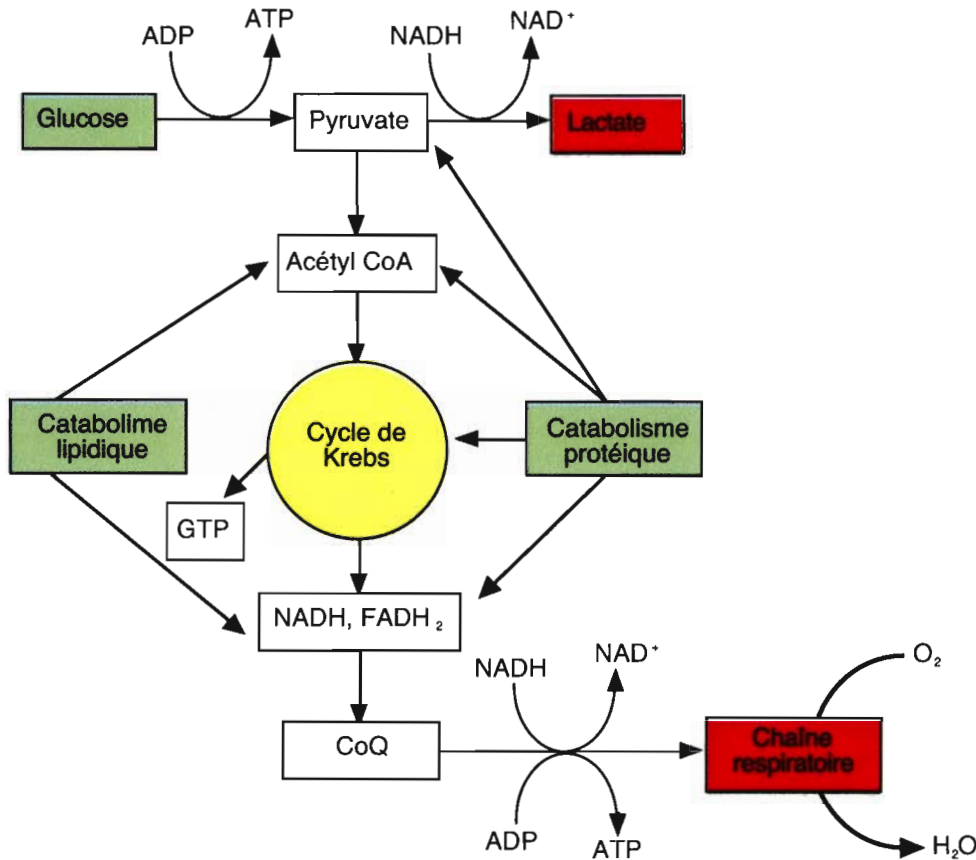 ADP
ATP
NADH
NAD⁺
Glucose
Pyruvate
Lactate
Acétyl CoA
Catabolime
lipidique
Cycle de
Krebs
Catabolisme
protéique
GTP
NADH, FADH₂
NADH
NAD⁺
O₂
CoQ
Chaîne
respiratoire
ADP
ATP
H₂O